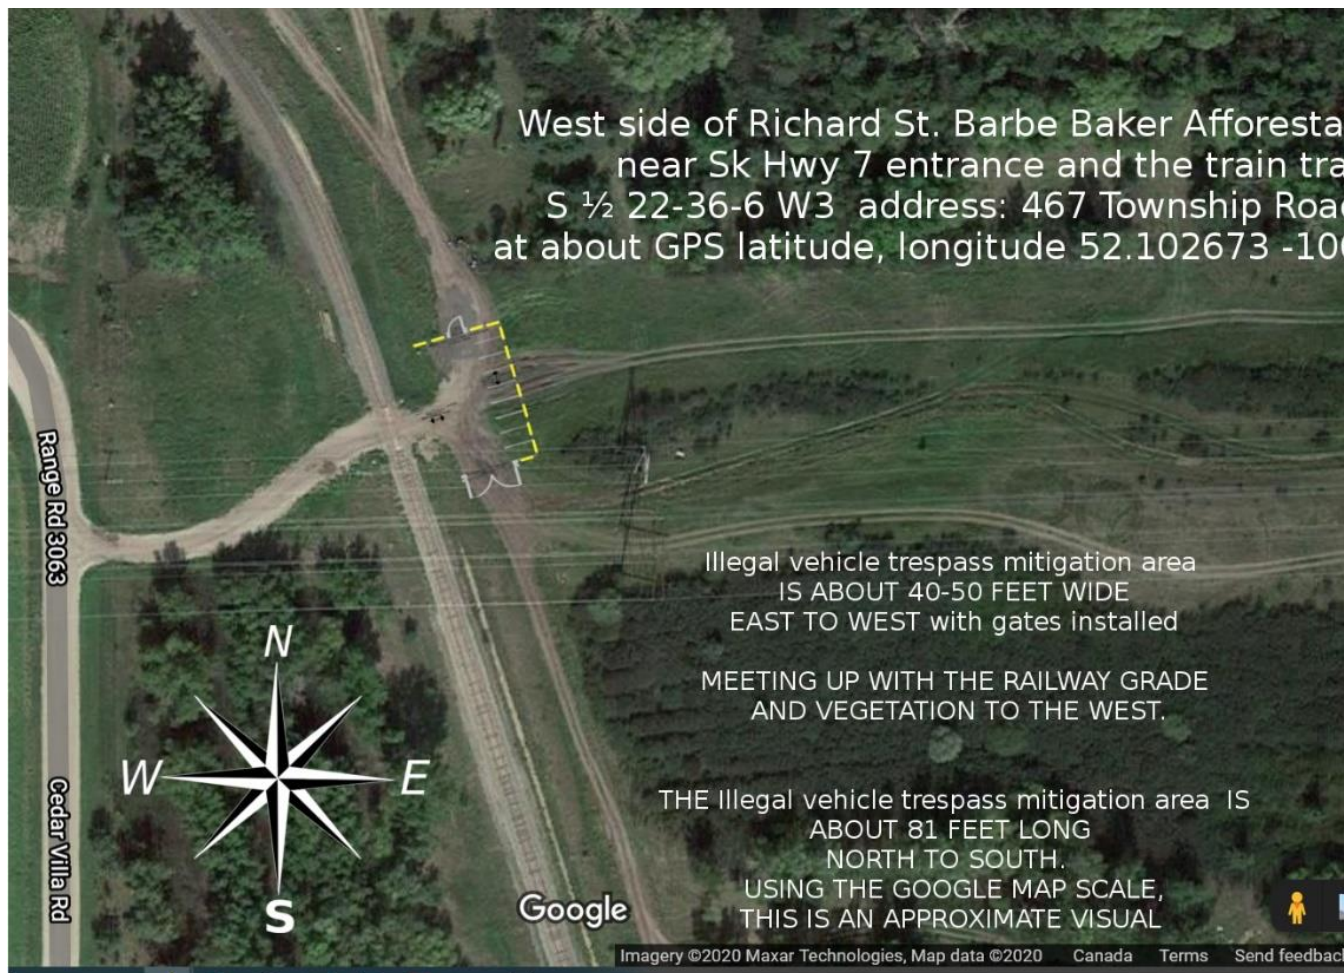 West side of Richard St. Barbe Baker
near Sk Hwy 7 entrance and the train
S ½ 22-36-6 W3 address: 467 Township
at about GPS latitude, longitude 52.102673
Range Rd 3063
Illegal vehicle trespass mitigation area
IS ABOUT 40-50 FEET WIDE
EAST TO WEST with gates installed
MEETING UP WITH THE RAILWAY GRADE
AND VEGETATION TO THE WEST.
N
W
E
S
Cedar Villa Rd
THE Illegal vehicle trespass mitigation area IS
ABOUT 81 FEET LONG
NORTH TO SOUTH.
USING THE GOOGLE MAP SCALE,
THIS IS AN APPROXIMATE VISUAL
Google
Imagery ©2020 Maxar Technologies, Map data ©2020 Canada Terms Send